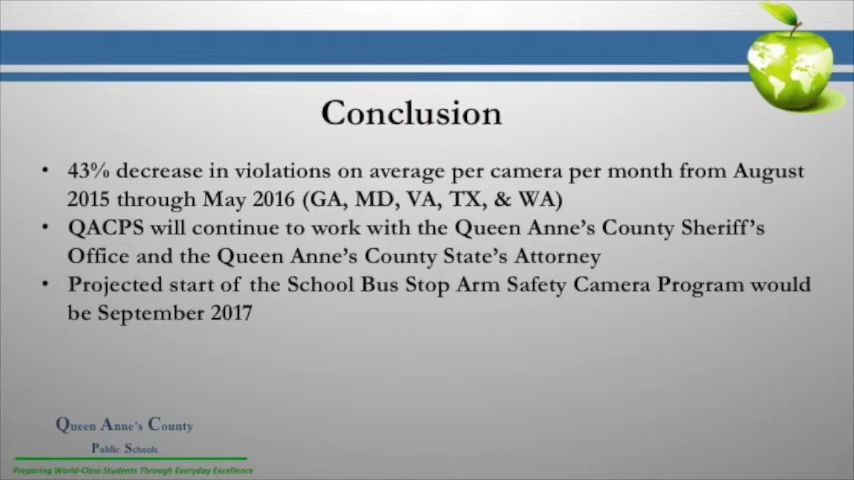 Conclusion
• 43% decrease in violations on average per camera per month from August
2015 through May 2016 (GA, MD, VA, TX, & WA)
• QACPS will continue to work with the Queen Anne's County Sheriff's
Office and the Queen Anne's County State's Attorney
• Projected start of the School Bus Stop Arm Safety Camera Program would
be September 2017
Queen Anne's County
Public Schools
Preparing World-Class Students Through Everyday Excellence